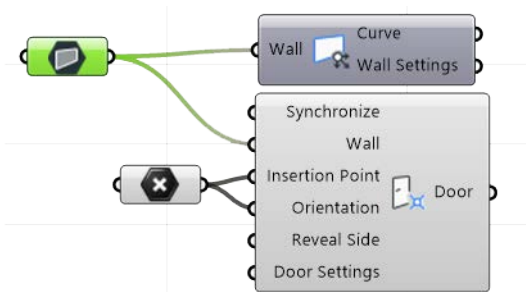 Wall
Curve
Wall Settings
Synchronize
Wall
Insertion Point
Orientation
Reveal Side
Door Settings
Door